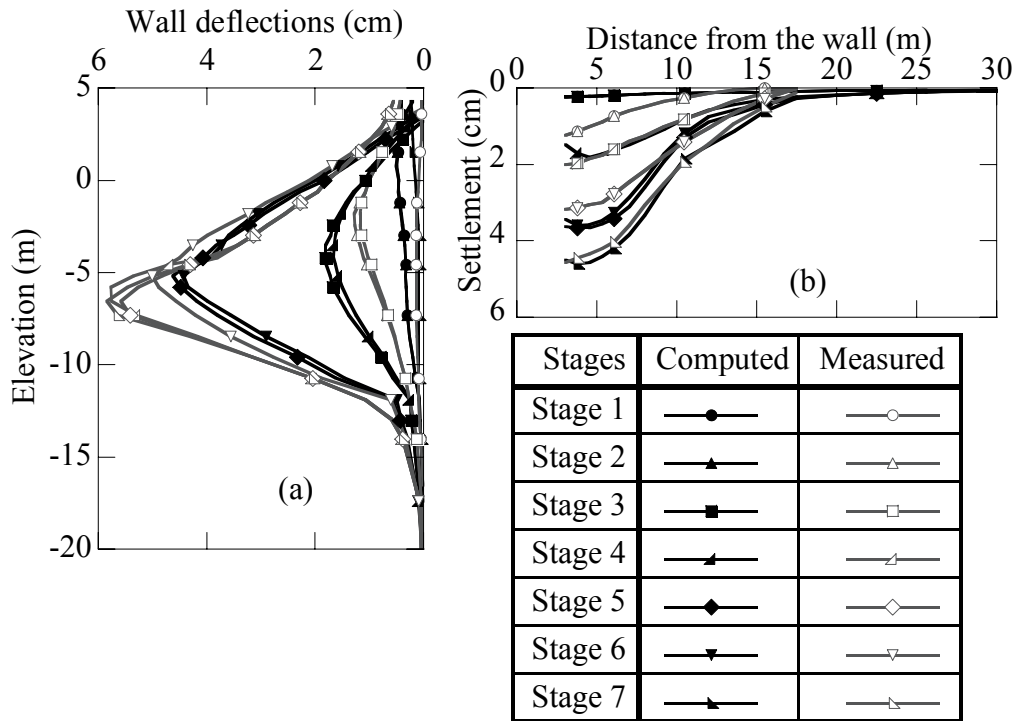 Wall deflections (cm)
6 4 2 0
5
0
-5
-10
-15
-20
Elevation (m)
(a)
Distance from the wall (m)
0 5 10 15 20 25 30
0
2
4
6
Settlement (cm)
(b)
Stages Computed Measured
Stage 1
Stage 2
Stage 3
Stage 4
Stage 5
Stage 6
Stage 7